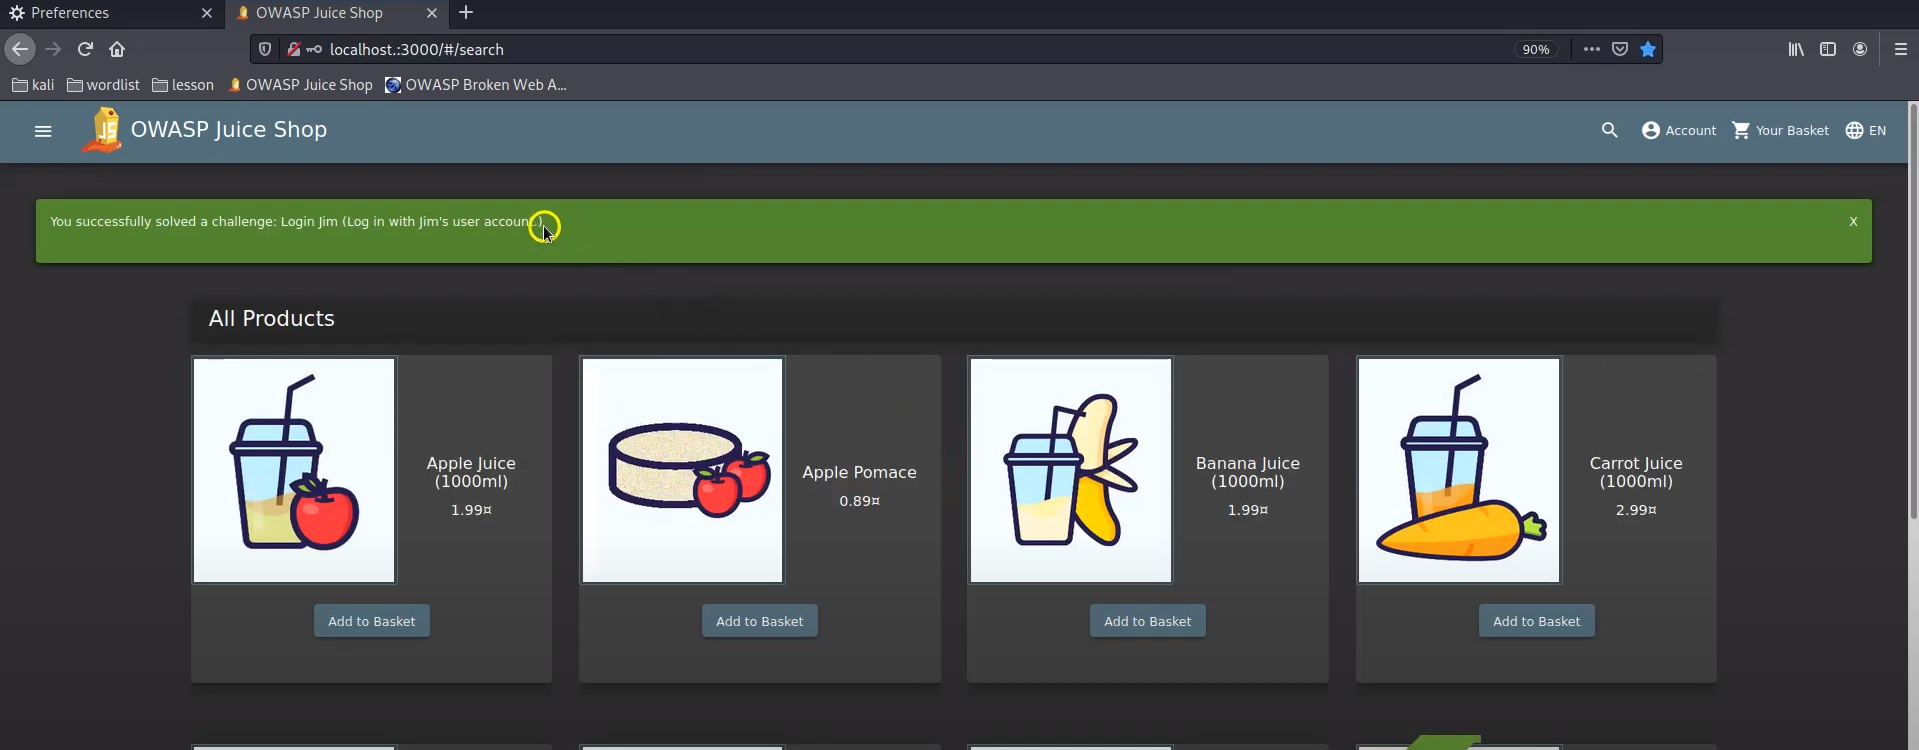 Preferences
OWASP Juice Shop
localhost.:3000/#/search
90%
kali
wordlist
lesson
OWASP Juice Shop
OWASP Broken Web A...
JS
OWASP Juice Shop
Account
Your Basket
EN
You successfully solved a challenge: Login Jim (Log in with Jim's user account.)
X
All Products
Apple Juice
(1000ml)
1.99¤
Add to Basket
Apple Pomace
0.89¤
Add to Basket
Banana Juice
(1000ml)
1.99¤
Add to Basket
Carrot Juice
(1000ml)
2.99¤
Add to Basket